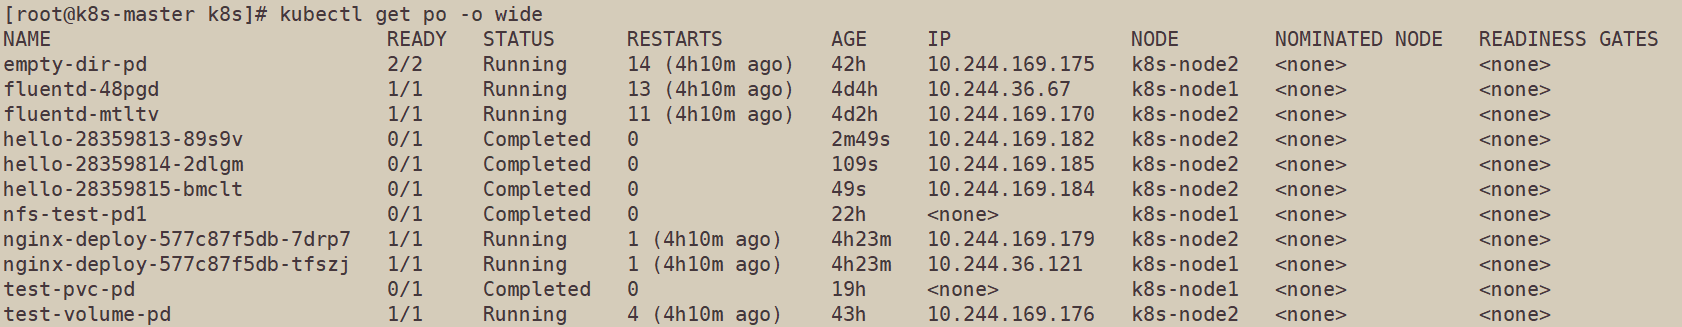 [root@k8s-master k8s]# kubectl get po -o wide
NAME                            READY   STATUS      RESTARTS         AGE     IP               NODE        NOMINATED NODE   READINESS GATES
empty-dir-pd                    2/2     Running     14 (4h10m ago)   42h     10.244.169.175   k8s-node2   <none>           <none>
fluentd-48pgd                   1/1     Running     13 (4h10m ago)   4d4h    10.244.36.67     k8s-node1   <none>           <none>
fluentd-mtltv                   1/1     Running     11 (4h10m ago)   4d2h    10.244.169.170   k8s-node2   <none>           <none>
hello-28359813-89s9v            0/1     Completed   0                2m49s   10.244.169.182   k8s-node2   <none>           <none>
hello-28359814-2dlgm            0/1     Completed   0                109s    10.244.169.185   k8s-node2   <none>           <none>
hello-28359815-bmclt            0/1     Completed   0                49s     10.244.169.184   k8s-node2   <none>           <none>
nfs-test-pd1                    0/1     Completed   0                22h     <none>           k8s-node1   <none>           <none>
nginx-deploy-577c87f5db-7drp7   1/1     Running     1 (4h10m ago)    4h23m   10.244.169.179   k8s-node2   <none>           <none>
nginx-deploy-577c87f5db-tfszj   1/1     Running     1 (4h10m ago)    4h23m   10.244.36.121    k8s-node1   <none>           <none>
test-pvc-pd                     0/1     Completed   0                19h     <none>           k8s-node1   <none>           <none>
test-volume-pd                  1/1     Running     4 (4h10m ago)    43h     10.244.169.176   k8s-node2   <none>           <none>